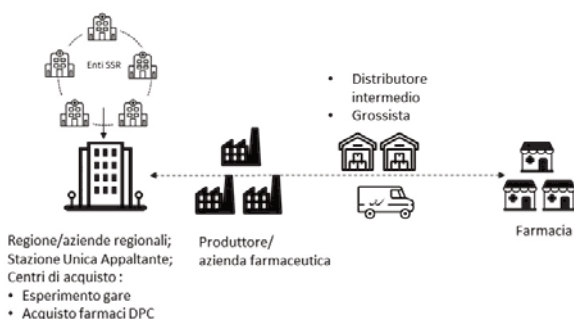 Enti SSR
• Distributore
intermedio
• Grossista
Regione/aziende regionali;
Stazione Unica Appaltante;
Centri di acquisto :
• Esperimento gare
• Acquisto farmaci DPC
Produttore/
azienda farmaceutica
Farmacia